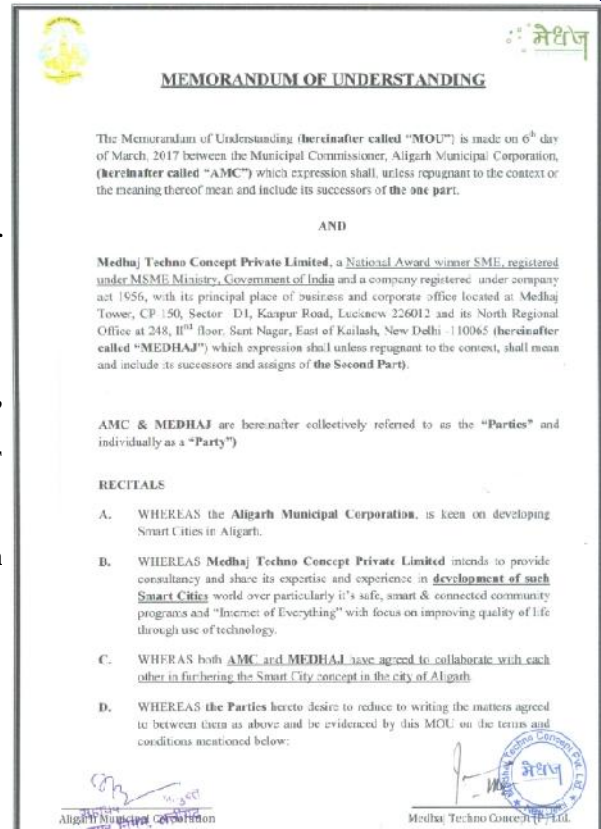 मेधज
MEMORANDUM OF UNDERSTANDING
The Memorandum of Understanding (hereinafter called "MOU") is made on 6th day
of March, 2017 between the Municipal Commissioner, Aligarh Municipal Corporation,
(hereinafter called "AMC") which expression shall, unless repugnant to the context or
the meaning thereof mean and include its successors of the one part.
AND
Medhaj Techno Concept Private Limited, a National Award winner SME, registered
under MSME Ministry, Government of India and a company registered under company
act 1956, with its principal place of business and corporate office located at Medhaj
Tower, CP-150, Sector D1, Kanpur Road, Lucknow 226012 and its North Regional
Office at 248, IInd floor, Sant Nagar, East of Kailash, New Delhi -110065 (hereinafter
called "MEDHAJ") which expression shall unless repugnant to the context, shall mean
and include its successors and assigns of the Second Part).
AMC & MEDHAJ are hereinafter collectively referred to as the "Parties" and
individually as a "Party")
RECITALS
A. WHEREAS the Aligarh Municipal Corporation, is keen on developing
Smart Cities in Aligarh.
B. WHEREAS Medhaj Techno Concept Private Limited intends to provide
consultancy and share its expertise and experience in development of such
Smart Cities world over particularly it's safe, smart & connected community
programs and "Internet of Everything" with focus on improving quality of life
through use of technology.
C. WHERAS both AMC and MEDHAJ have agreed to collaborate with each
other in furthering the Smart City concept in the city of Aligarh.
D. WHEREAS the Parties hereto desire to reduce to writing the matters agreed
to between them as above and be evidenced by this MOU on the terms and
conditions mentioned below:
Medhaj Techno Concept Pvt. Ltd.
मेधज
Aligarh Municipal Corporation
Medhaj Techno Concept (P) Ltd.